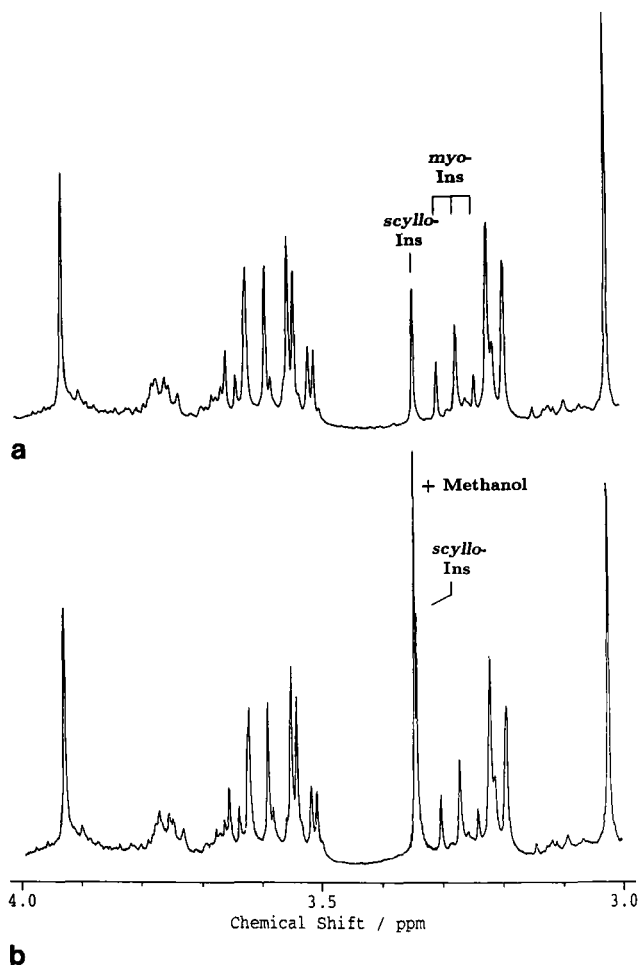 myo-
Ins
scyllo-
Ins
a
+ Methanol
scyllo-
Ins
4.0 3.5 3.0
Chemical Shift / ppm
b